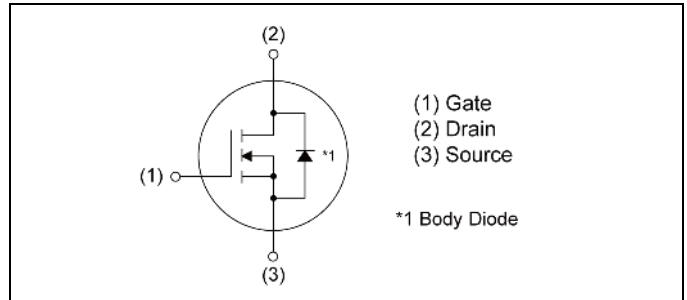 (2)
(1) Gate
(2) Drain
(3) Source
*1
(1)
*1 Body Diode
(3)